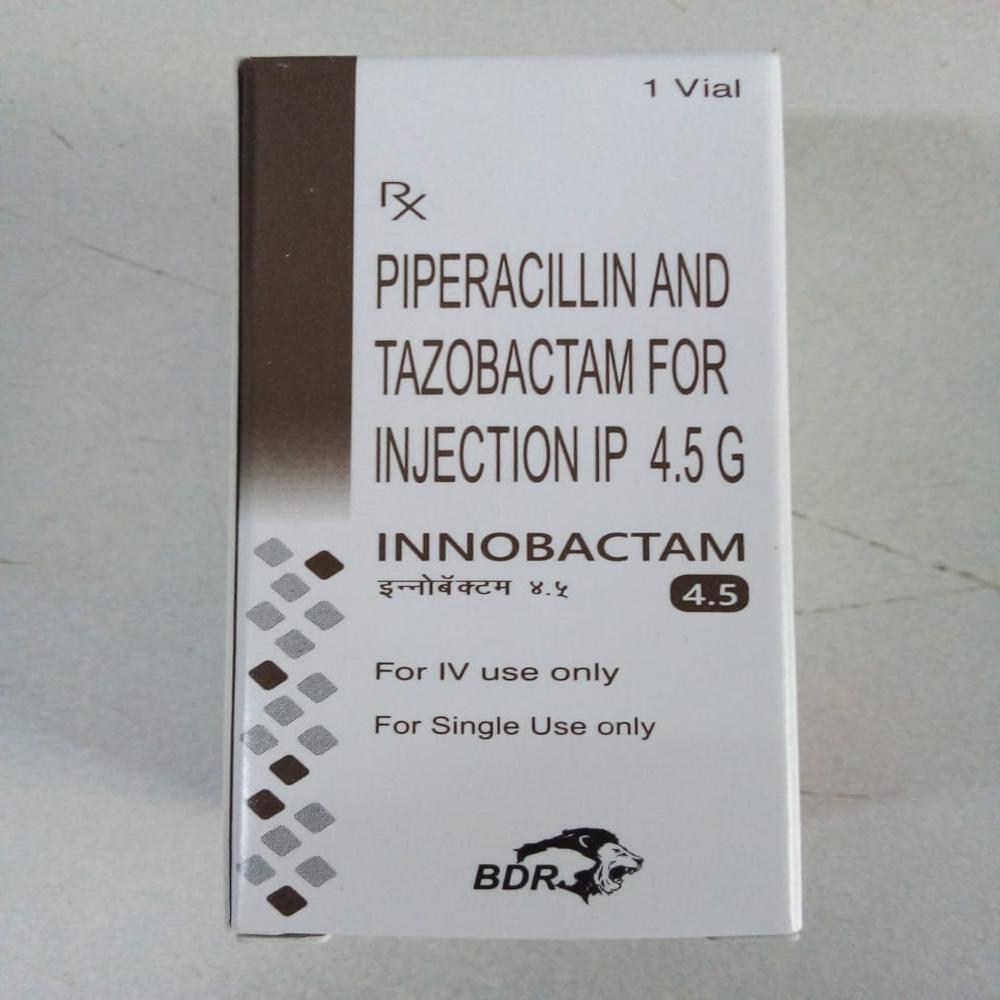 1 Vial
Rx
PIPERACILLIN AND
TAZOBACTAM FOR
INJECTION IP 4.5 G
INNOBACTAM
इन्नोबॅक्टम ४.५
4.5
For IV use only
For Single Use only
BDR